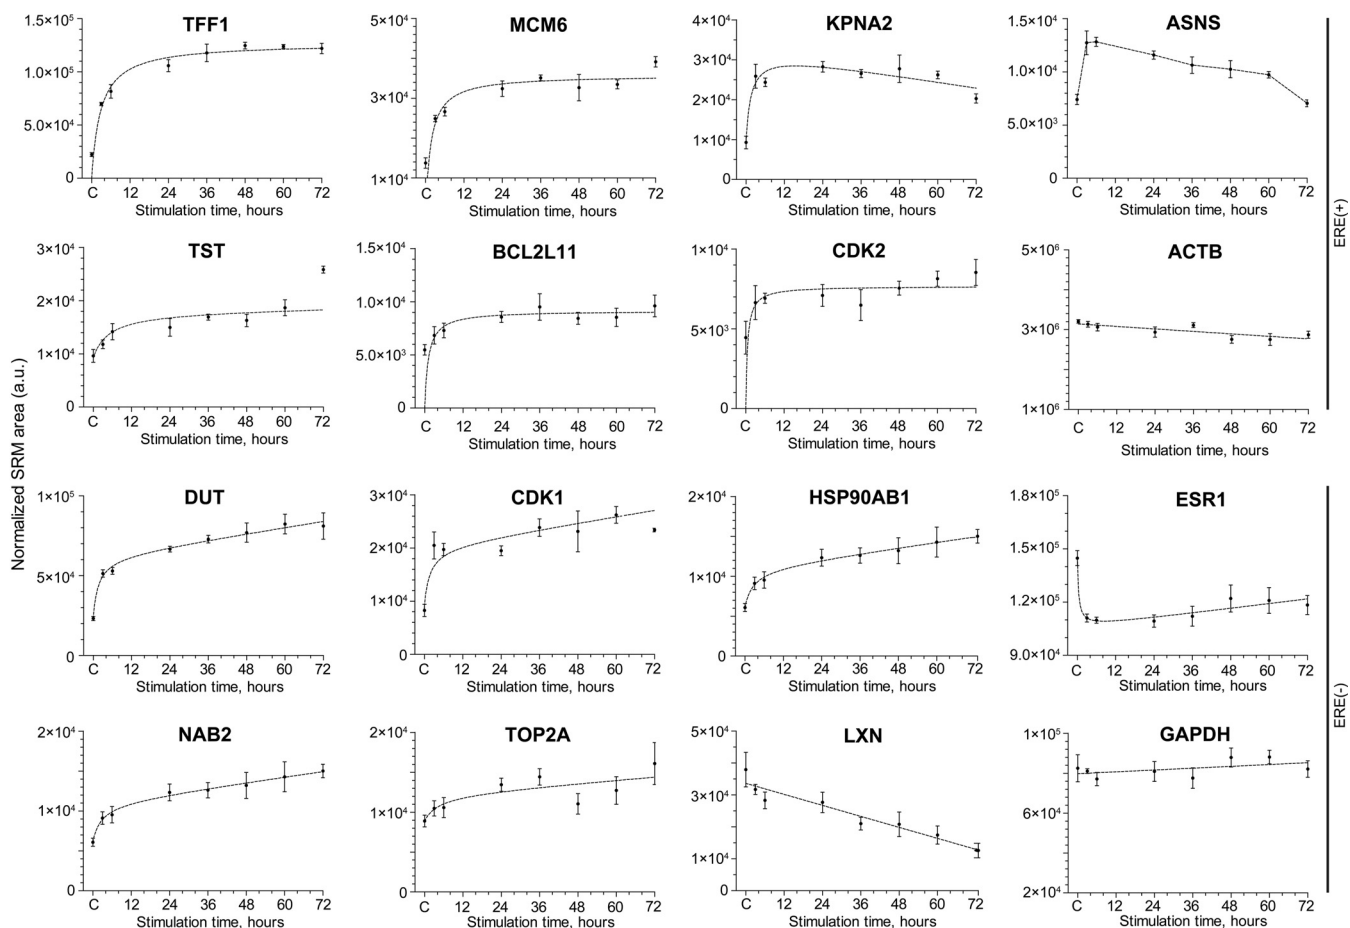 Normalized SRM area (a.u.)
TFF1
1.5×10⁵
1.0×10⁵
5.0×10⁴
0
C 12 24 36 48 60 72
Stimulation time, hours
MCM6
5×10⁴
3×10⁴
1×10⁴
C 12 24 36 48 60 72
Stimulation time, hours
KPNA2
4×10⁴
3×10⁴
2×10⁴
1×10⁴
0
C 12 24 36 48 60 72
Stimulation time, hours
ASNS
1.5×10⁴
1.0×10⁴
5.0×10³
0
C 12 24 36 48 60 72
Stimulation time, hours
ERE(+)
TST
3×10⁴
2×10⁴
1×10⁴
0
C 12 24 36 48 60 72
Stimulation time, hours
BCL2L11
1.5×10⁴
1.0×10⁴
5.0×10³
0
C 12 24 36 48 60 72
Stimulation time, hours
CDK2
1×10⁴
5×10³
0
C 12 24 36 48 60 72
Stimulation time, hours
ACTB
5×10⁶
3×10⁶
1×10⁶
C 12 24 36 48 60 72
Stimulation time, hours
DUT
1×10⁵
5×10⁴
0
C 12 24 36 48 60 72
Stimulation time, hours
CDK1
3×10⁴
2×10⁴
1×10⁴
0
C 12 24 36 48 60 72
Stimulation time, hours
HSP90AB1
2×10⁴
1×10⁴
0
C 12 24 36 48 60 72
Stimulation time, hours
ESR1
1.8×10⁵
1.5×10⁵
1.2×10⁵
9.0×10⁴
C 12 24 36 48 60 72
Stimulation time, hours
ERE(-)
NAB2
2×10⁴
1×10⁴
0
C 12 24 36 48 60 72
Stimulation time, hours
TOP2A
2×10⁴
1×10⁴
0
C 12 24 36 48 60 72
Stimulation time, hours
LXN
5×10⁴
3×10⁴
1×10⁴
C 12 24 36 48 60 72
Stimulation time, hours
GAPDH
1×10⁵
6×10⁴
2×10⁴
C 12 24 36 48 60 72
Stimulation time, hours